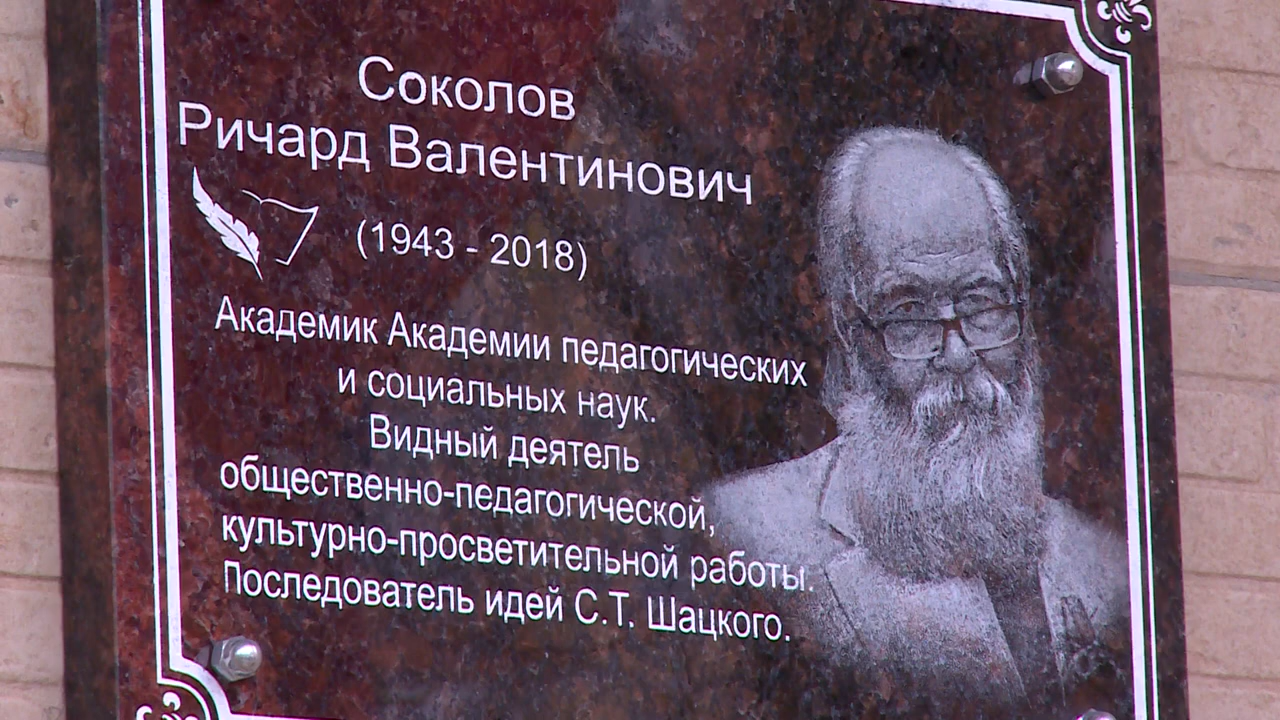 Соколов
Ричард Валентинович
(1943 - 2018)
Академик Академии педагогических
и социальных наук.
Видный деятель
общественно-педагогической,
культурно-просветительной работы.
Последователь идей С.Т. Шацкого.